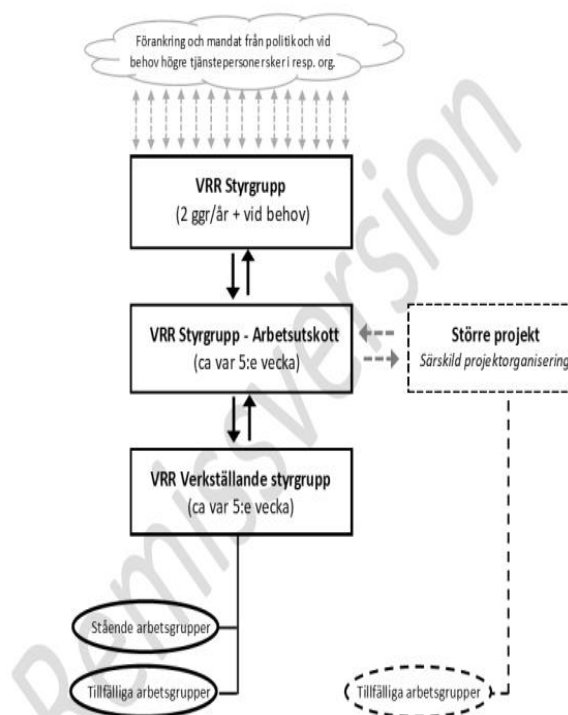 Förankring och mandat från politik och vid
behov högre tjänstepersoner sker i resp. org.
VRR Styrgrupp
(2 ggr/år + vid behov)
VRR Styrgrupp - Arbetsutskott
(ca var 5:e vecka)
Större projekt
Särskild projektorganisering
VRR Verkställande styrgrupp
(ca var 5:e vecka)
Stående arbetsgrupper
Tillfälliga arbetsgrupper
Tillfälliga arbetsgrupper
Remissversion